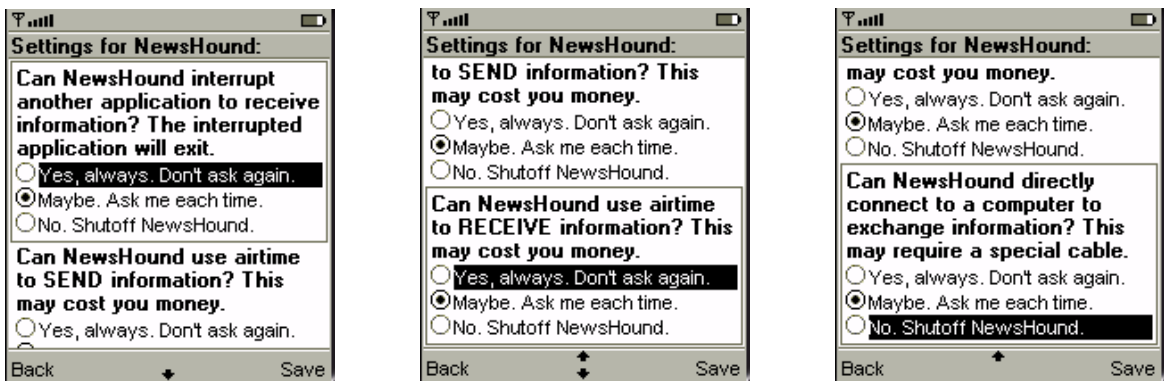 Settings for NewsHound:
Can NewsHound interrupt
another application to receive
information? The interrupted
application will exit.
Yes, always. Don't ask again.
Maybe. Ask me each time.
No. Shutoff NewsHound.
Can NewsHound use airtime
to SEND information? This
may cost you money.
Yes, always. Don't ask again.
Back
Save
Settings for NewsHound:
to SEND information? This
may cost you money.
Yes, always. Don't ask again.
Maybe. Ask me each time.
No. Shutoff NewsHound.
Can NewsHound use airtime
to RECEIVE information? This
may cost you money.
Yes, always. Don't ask again.
Maybe. Ask me each time.
No. Shutoff NewsHound.
Back
Save
Settings for NewsHound:
may cost you money.
Yes, always. Don't ask again.
Maybe. Ask me each time.
No. Shutoff NewsHound.
Can NewsHound directly
connect to a computer to
exchange information? This
may require a special cable.
Yes, always. Don't ask again.
Maybe. Ask me each time.
No. Shutoff NewsHound.
Back
Save